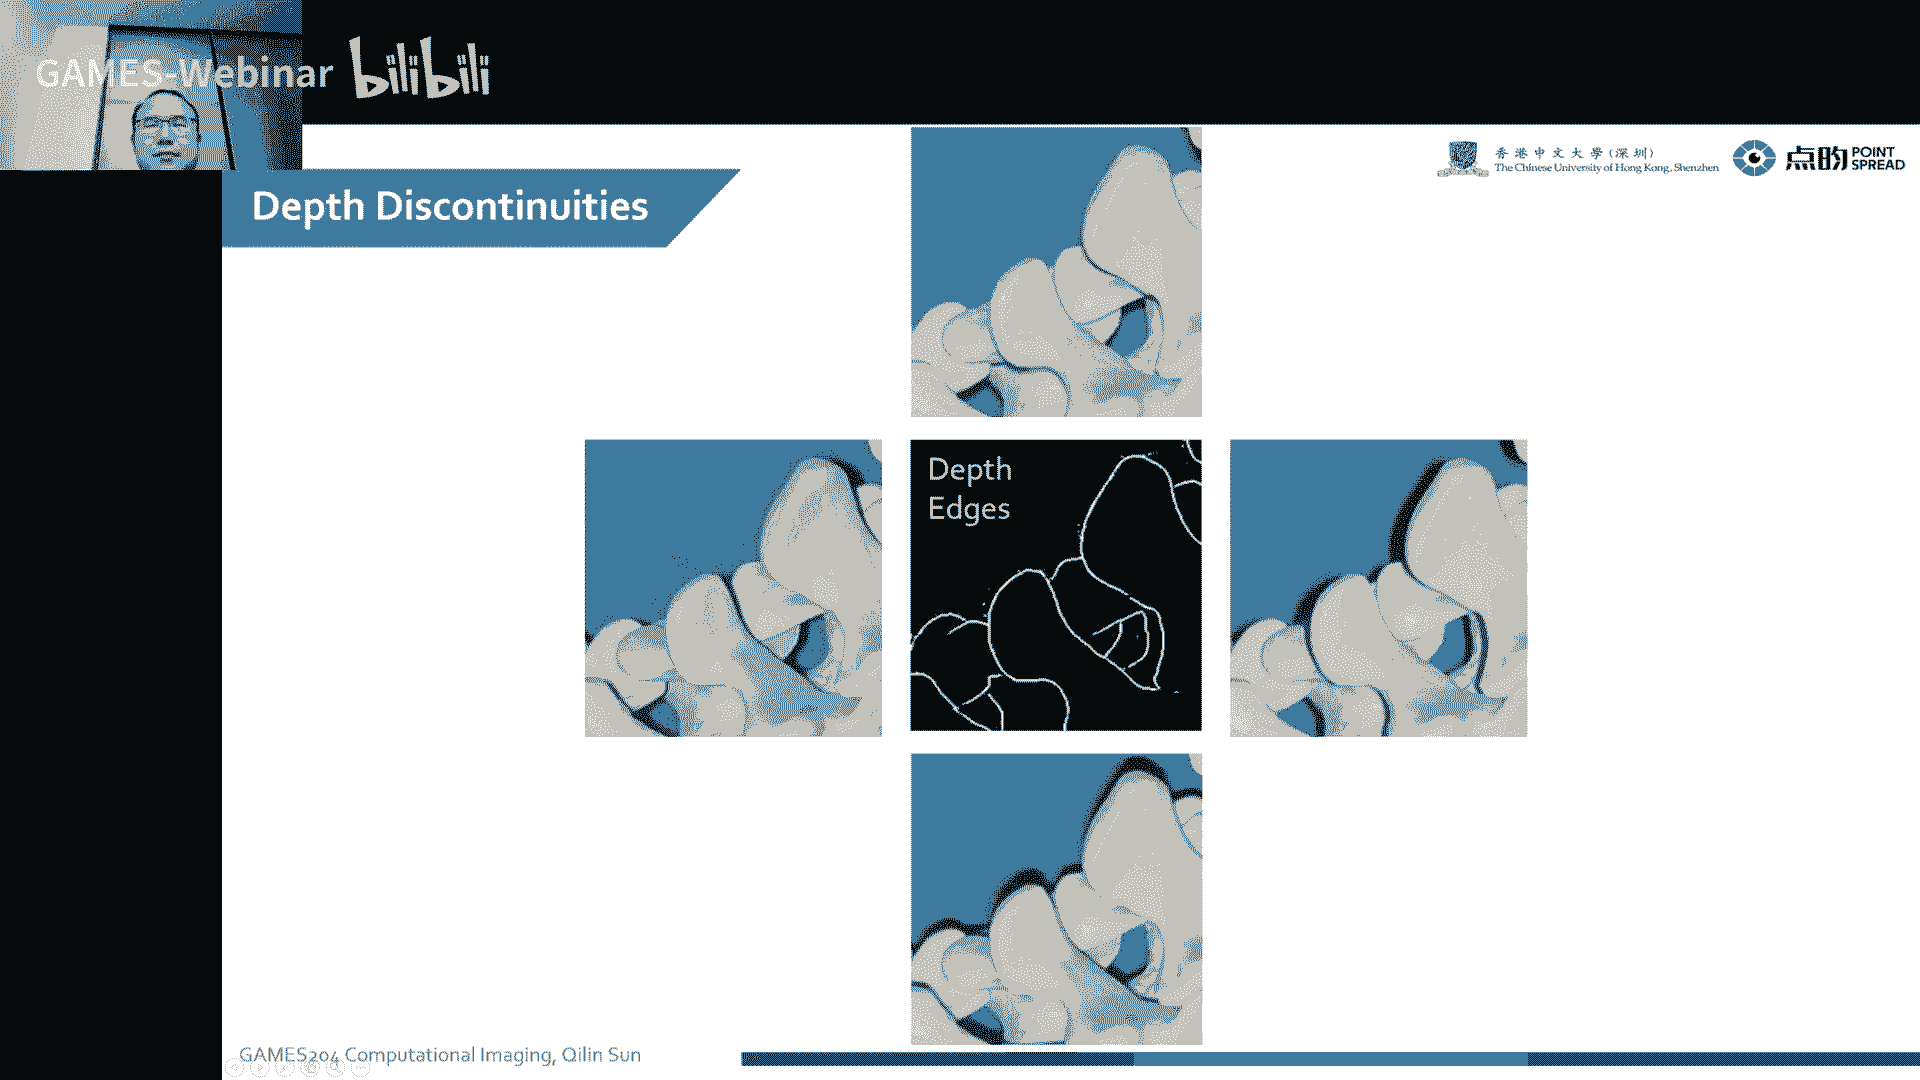 GAMES-Webinar bilibili
香港中文大學(深圳)
The Chinese University of Hong Kong, Shenzhen
点昀 POINT
SPREAD
Depth Discontinuities
Depth
Edges
GAMES204 Computational Imaging, Qilin Sun